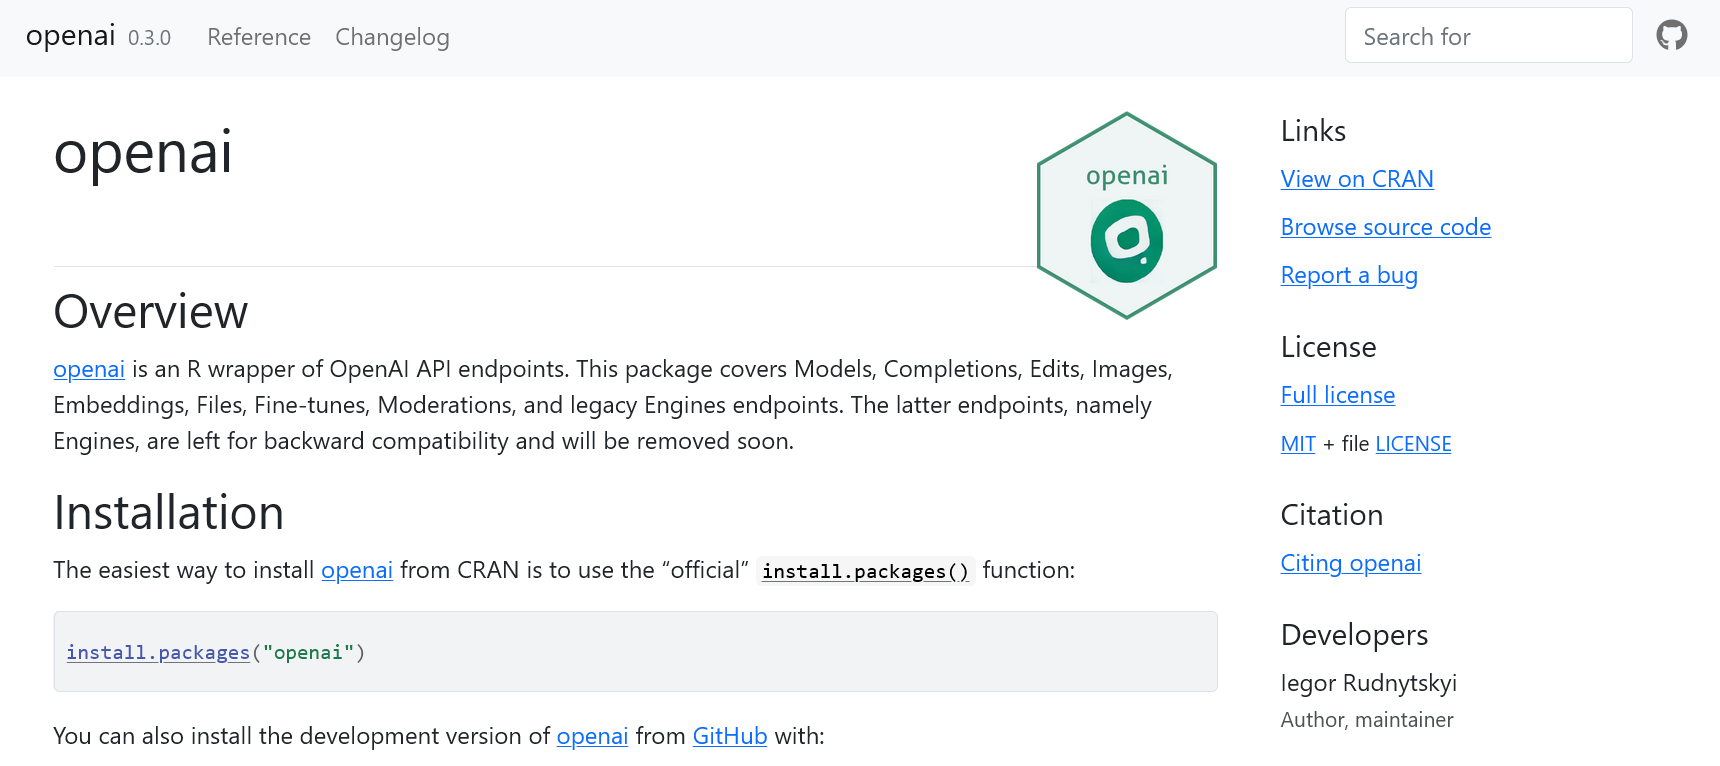 openai 0.3.0 Reference Changelog Search for
openai
openai
Overview
openai is an R wrapper of OpenAI API endpoints. This package covers Models, Completions, Edits, Images,
Embeddings, Files, Fine-tunes, Moderations, and legacy Engines endpoints. The latter endpoints, namely
Engines, are left for backward compatibility and will be removed soon.
Installation
The easiest way to install openai from CRAN is to use the “official” install.packages() function:
install.packages("openai")
You can also install the development version of openai from GitHub with:
Links
View on CRAN
Browse source code
Report a bug
License
Full license
MIT + file LICENSE
Citation
Citing openai
Developers
Iegor Rudnytskyi
Author, maintainer